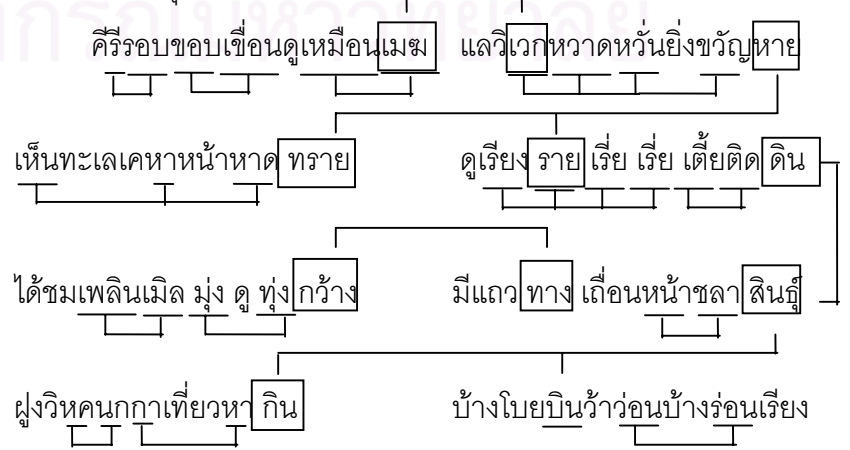 คีรีรอบขอบเขื่อนดูเหมือนเมฆ แลวิเวกหวาดหวั่นยิ่งขวัญหาย
เห็นทะเลเคหาหน้าหาด ทราย ดูเรียง ราย เรี่ย เรี่ย เตี้ยติด ดิน
ได้ชมเพลินเมิล มุ่ง ดู ทุ่ง กว้าง มีแถว ทาง เถื่อนหน้าชลา สินธุ์
ฝูงวิหคนกกาเที่ยวหา กิน บ้างโบยบินว้าว่อนบ้างร่อนเรียง